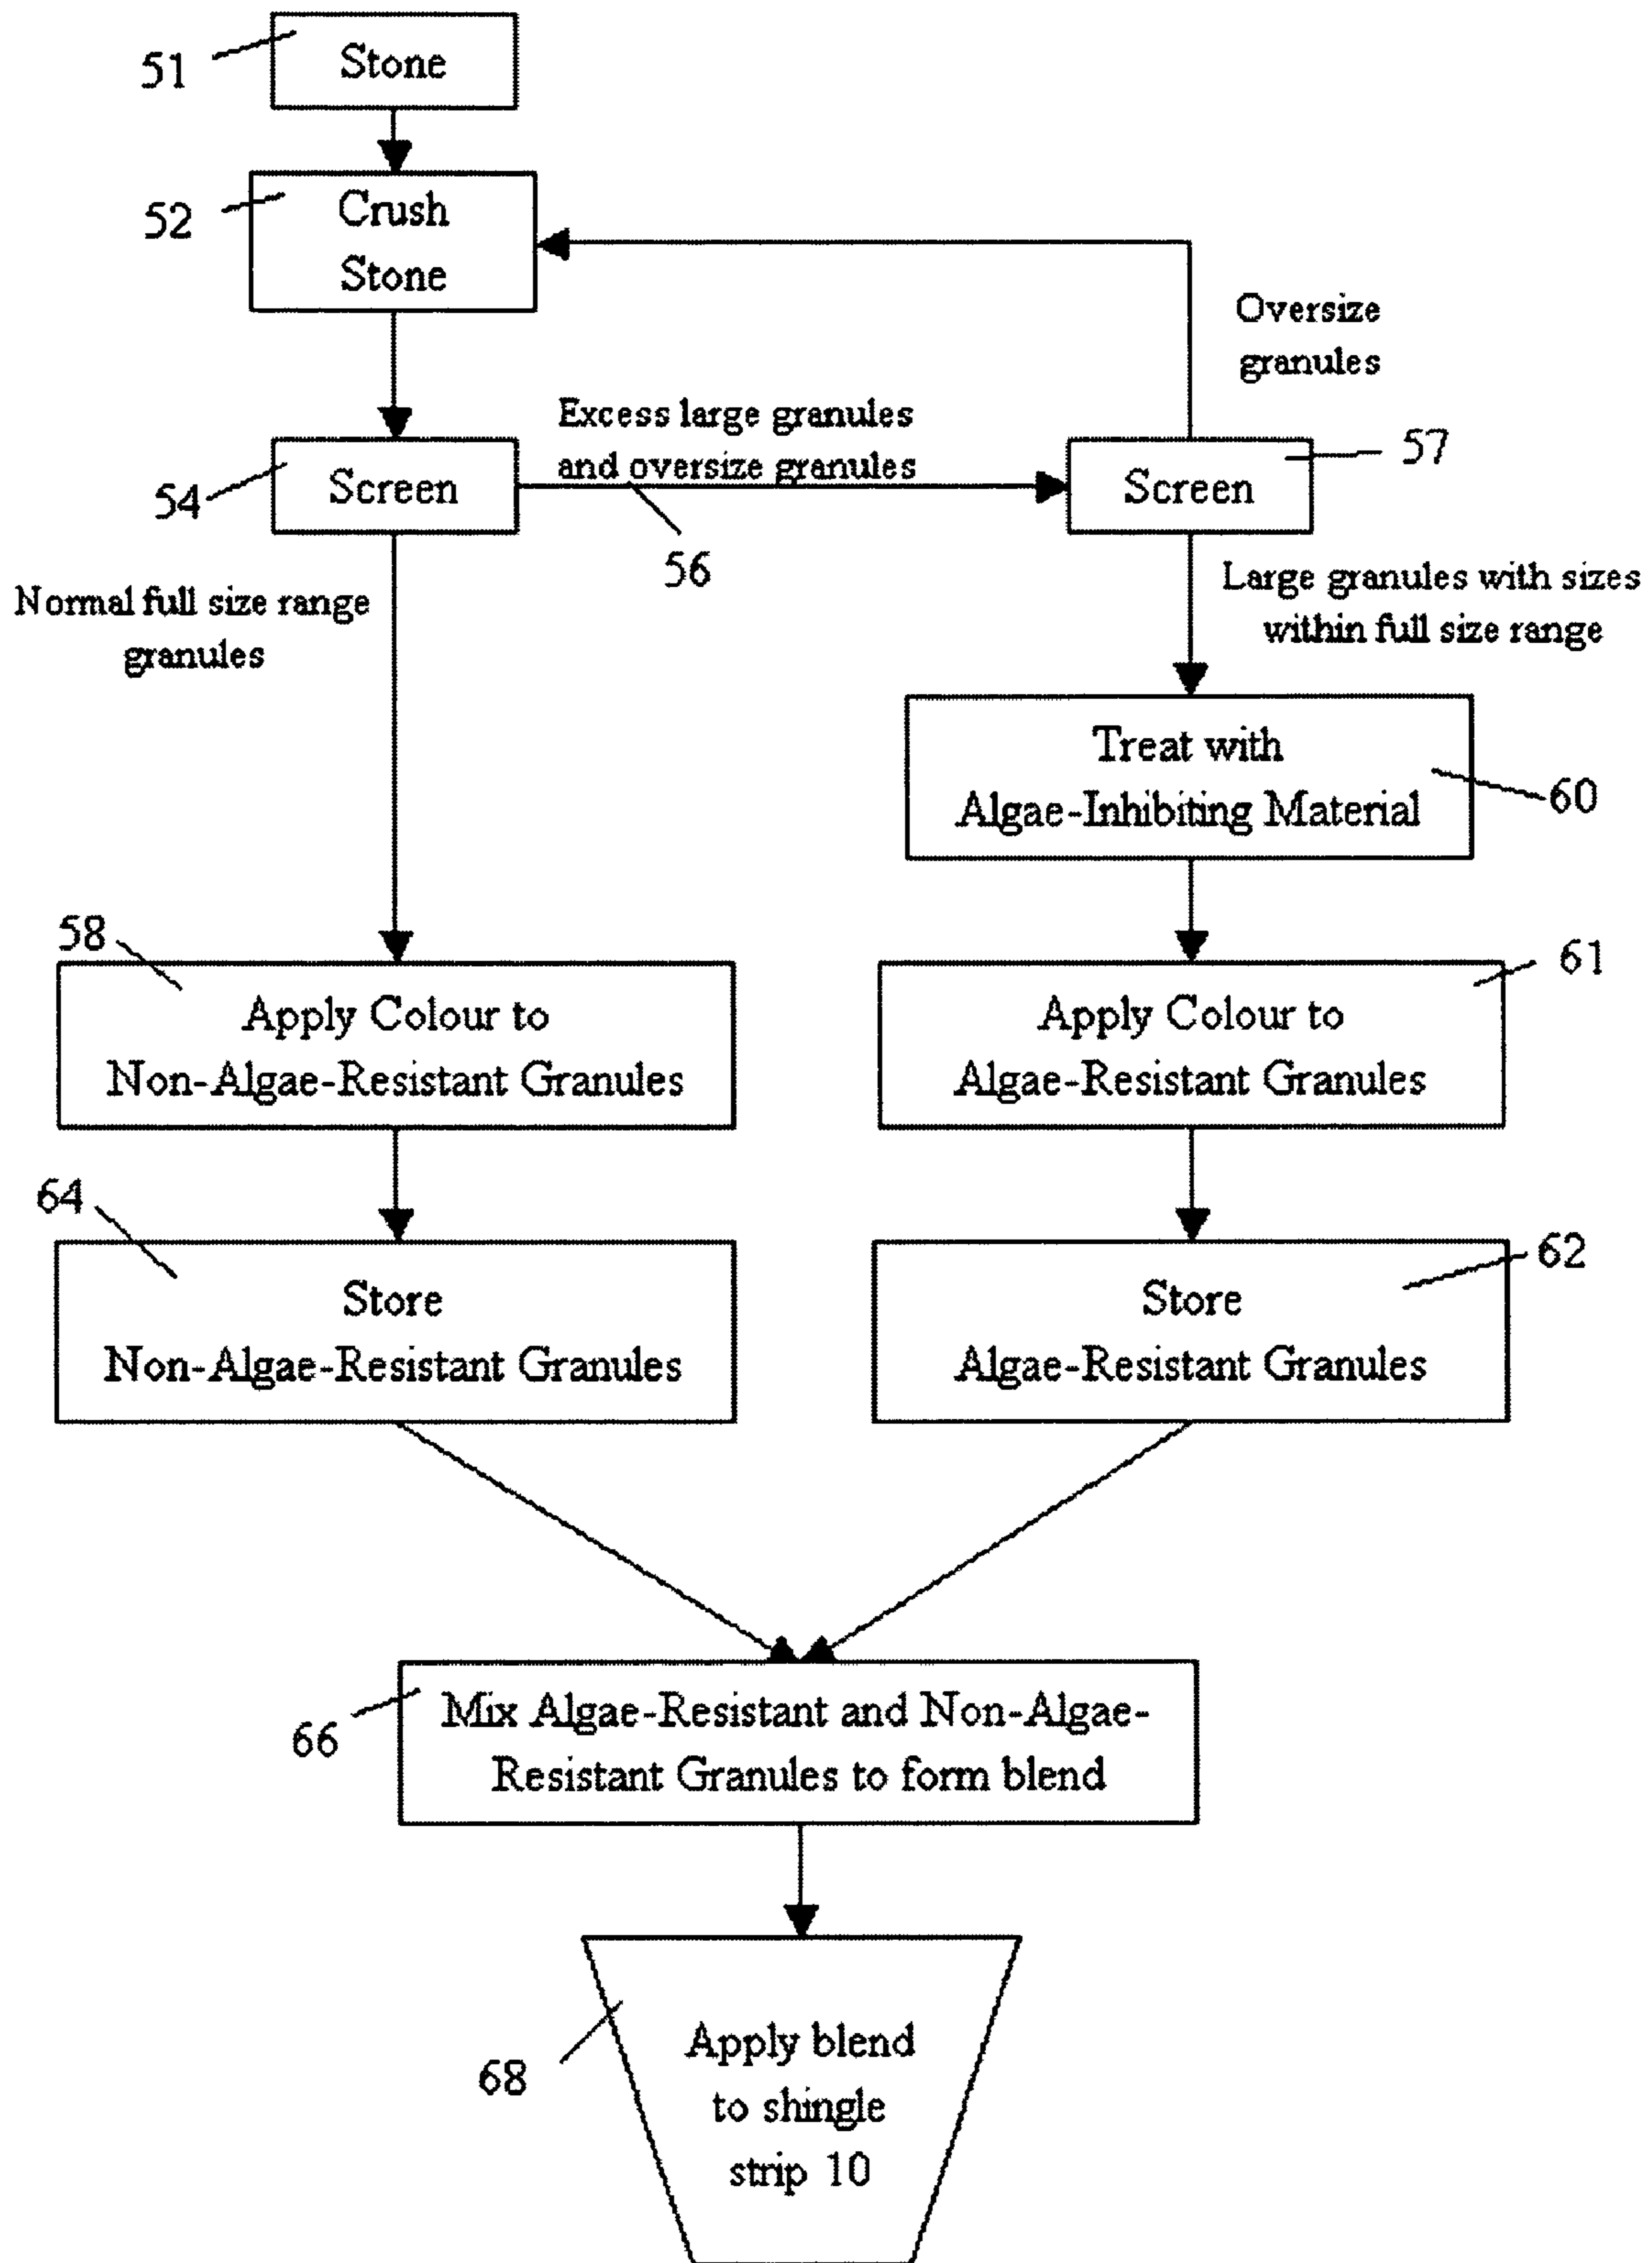 51
Stone
52
Crush
Stone
Oversize
granules
Excess large granules
and oversize granules
57
54
Screen
Screen
56
Normal full size range
granules
Large granules with sizes
within full size range
Treat with
Algae-Inhibiting Material
60
58
61
Apply Colour to
Non-Algae-Resistant Granules
Apply Colour to
Algae-Resistant Granules
64
62
Store
Non-Algae-Resistant Granules
Store
Algae-Resistant Granules
66
Mix Algae-Resistant and Non-Algae-
Resistant Granules to form blend
68
Apply blend
to shingle
strip 10